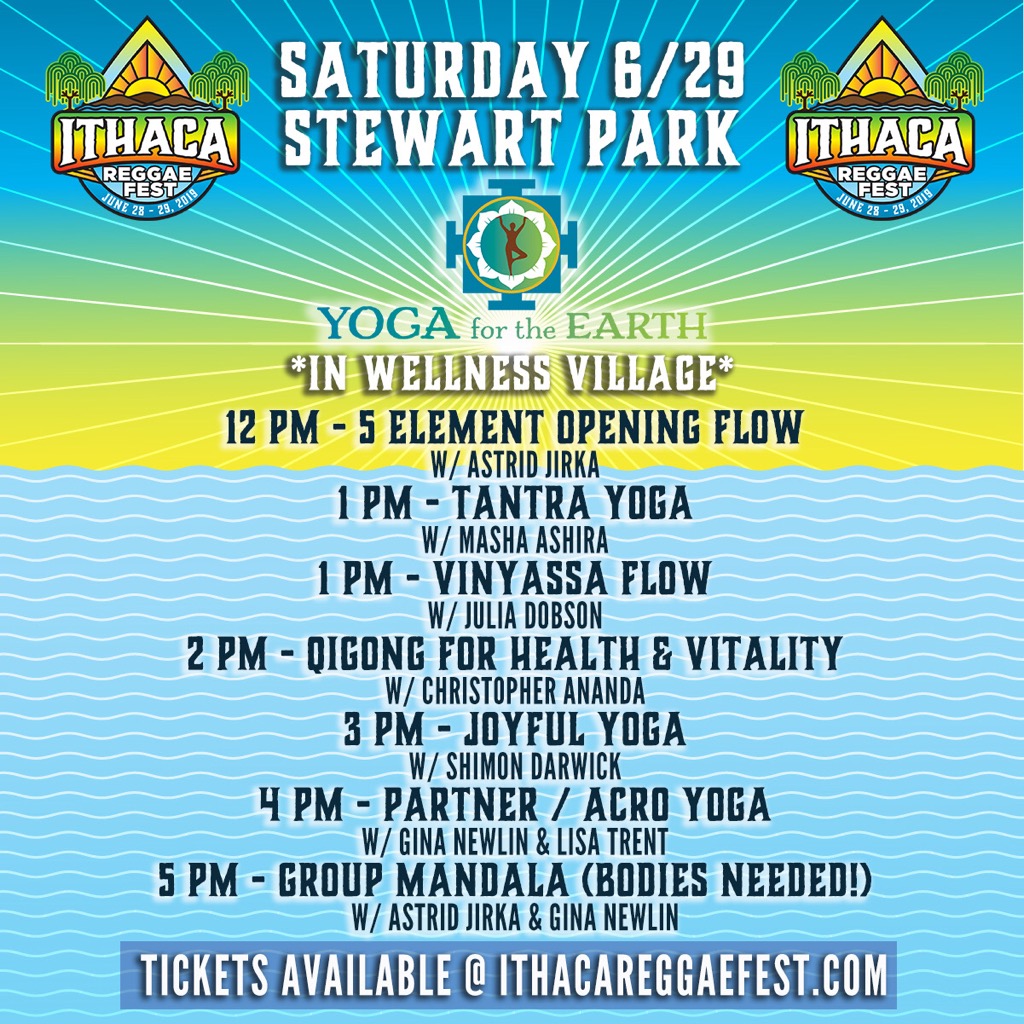 SATURDAY 6/29
STEWART PARK
ITHACA
REGGAE
FEST
JUNE 28 - 29, 2019
ITHACA
REGGAE
FEST
JUNE 28 - 29, 2019
YOGA for the EARTH
*IN WELLNESS VILLAGE*
12 PM - 5 ELEMENT OPENING FLOW
W/ ASTRID JIRKA
1 PM - TANTRA YOGA
W/ MASHA ASHIRA
1 PM - VINYASSA FLOW
W/ JULIA DOBSON
2 PM - QIGONG FOR HEALTH & VITALITY
W/ CHRISTOPHER ANANDA
3 PM - JOYFUL YOGA
W/ SHIMON DARWICK
4 PM - PARTNER / ACRO YOGA
W/ GINA NEWLIN & LISA TRENT
5 PM - GROUP MANDALA (BODIES NEEDED!)
W/ ASTRID JIRKA & GINA NEWLIN
TICKETS AVAILABLE @ ITHACAREGGAEFEST.COM